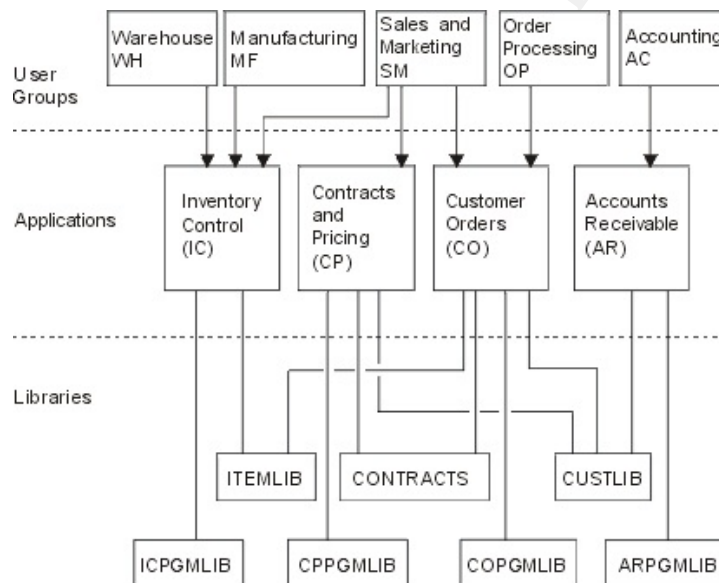 Warehouse
WH
Manufacturing
MF
Sales and
Marketing
SM
Order
Processing
OP
Accounting
AC
User
Groups
Applications
Inventory
Control
(IC)
Contracts
and
Pricing
(CP)
Customer
Orders
(CO)
Accounts
Receivable
(AR)
Libraries
ITEMLIB
CONTRACTS
CUSTLIB
ICPGMLIB
CPPGMLIB
COPGMLIB
ARPGMLIB